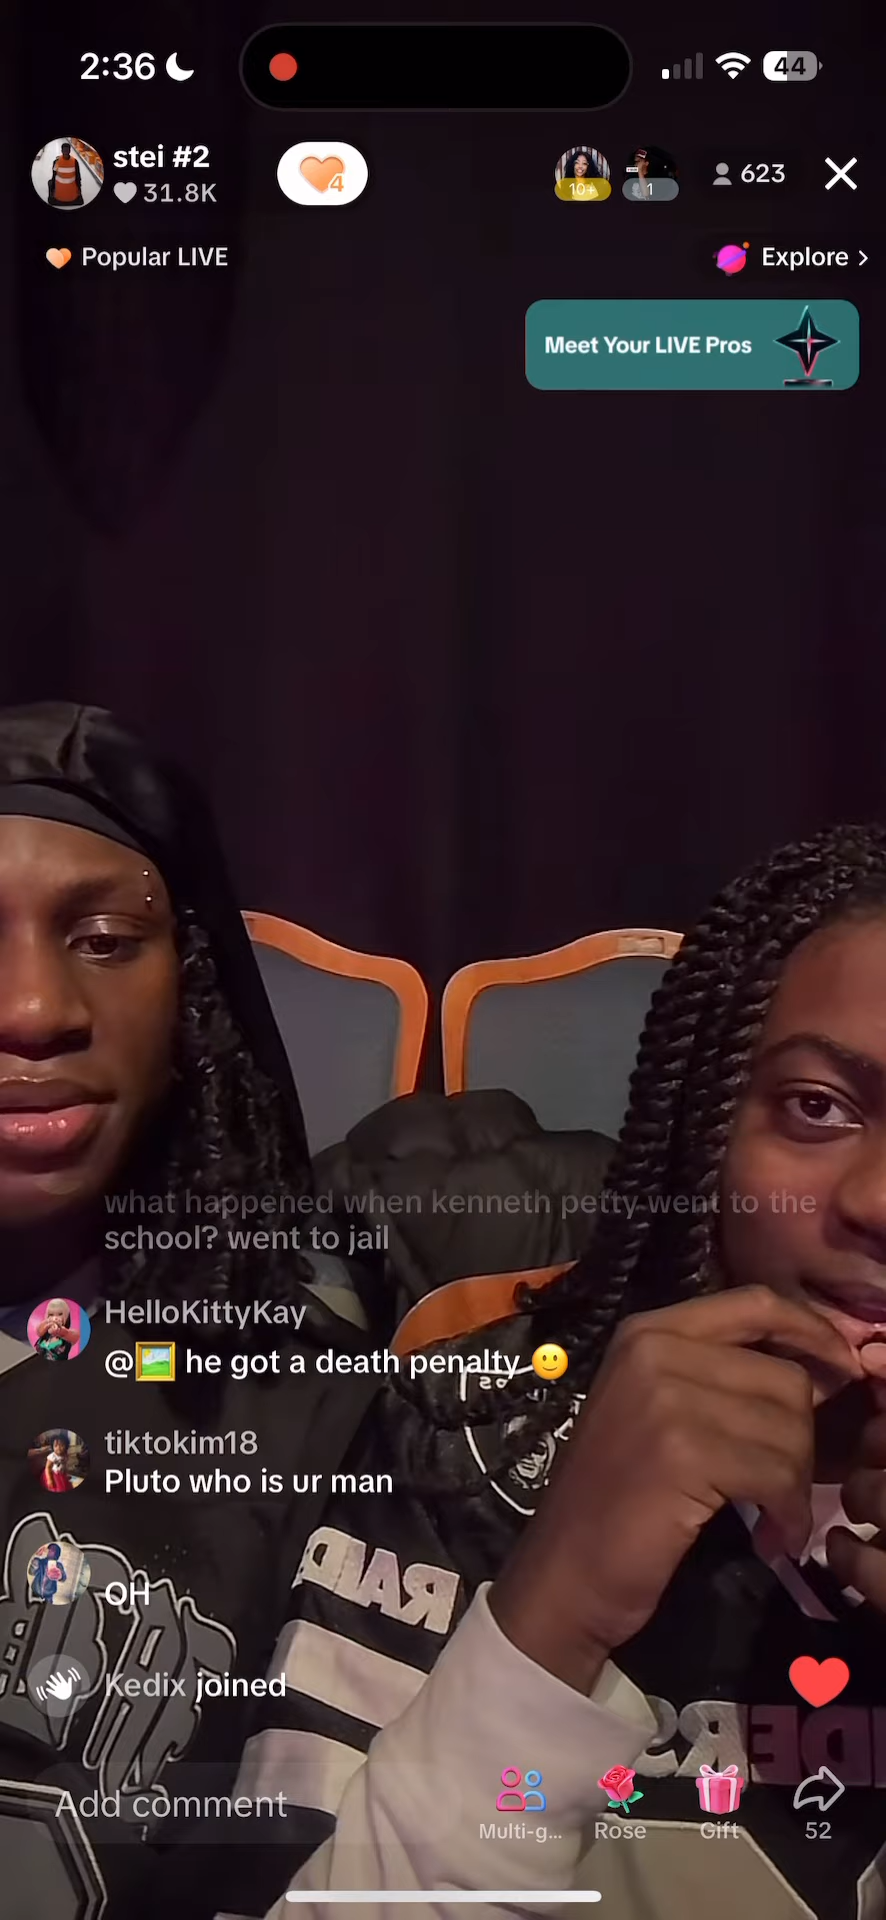 2:36
44
stei #2
31.8K
4
10+
1
623
Popular LIVE
Explore >
Meet Your LIVE Pros
what happened when kenneth petty went to the
school? went to jail
HelloKittyKay
@🖼️ he got a death penalty 🙂
tiktokim18
Pluto who is ur man
OH
Kedix joined
RAID
DERS
Add comment
Multi-g...
Rose
Gift
52